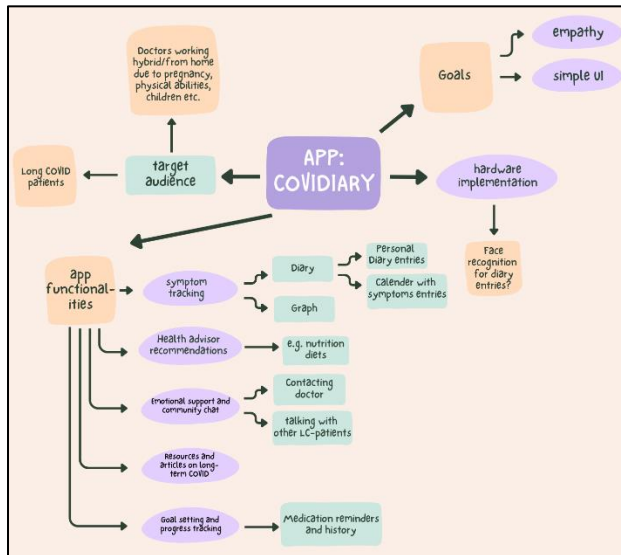 Doctors working
hybrid/from home
due to pregnancy,
physical abilities,
children etc.
Goals
empathy
simple UI
Long COVID
patients
target
audience
APP:
COVIDIARY
hardware
implementation
Face
recognition
for diary
entries?
app
functional-
ities
symptom
tracking
Diary
Personal
Diary entries
Calender with
symptoms entries
Graph
Health advisor
recommendations
e.g. nutrition
diets
Emotional support and
community chat
Contacting
doctor
talking with
other LC-patients
Resources and
articles on long-
term COVID
Goal setting and
progress tracking
Medication reminders
and history